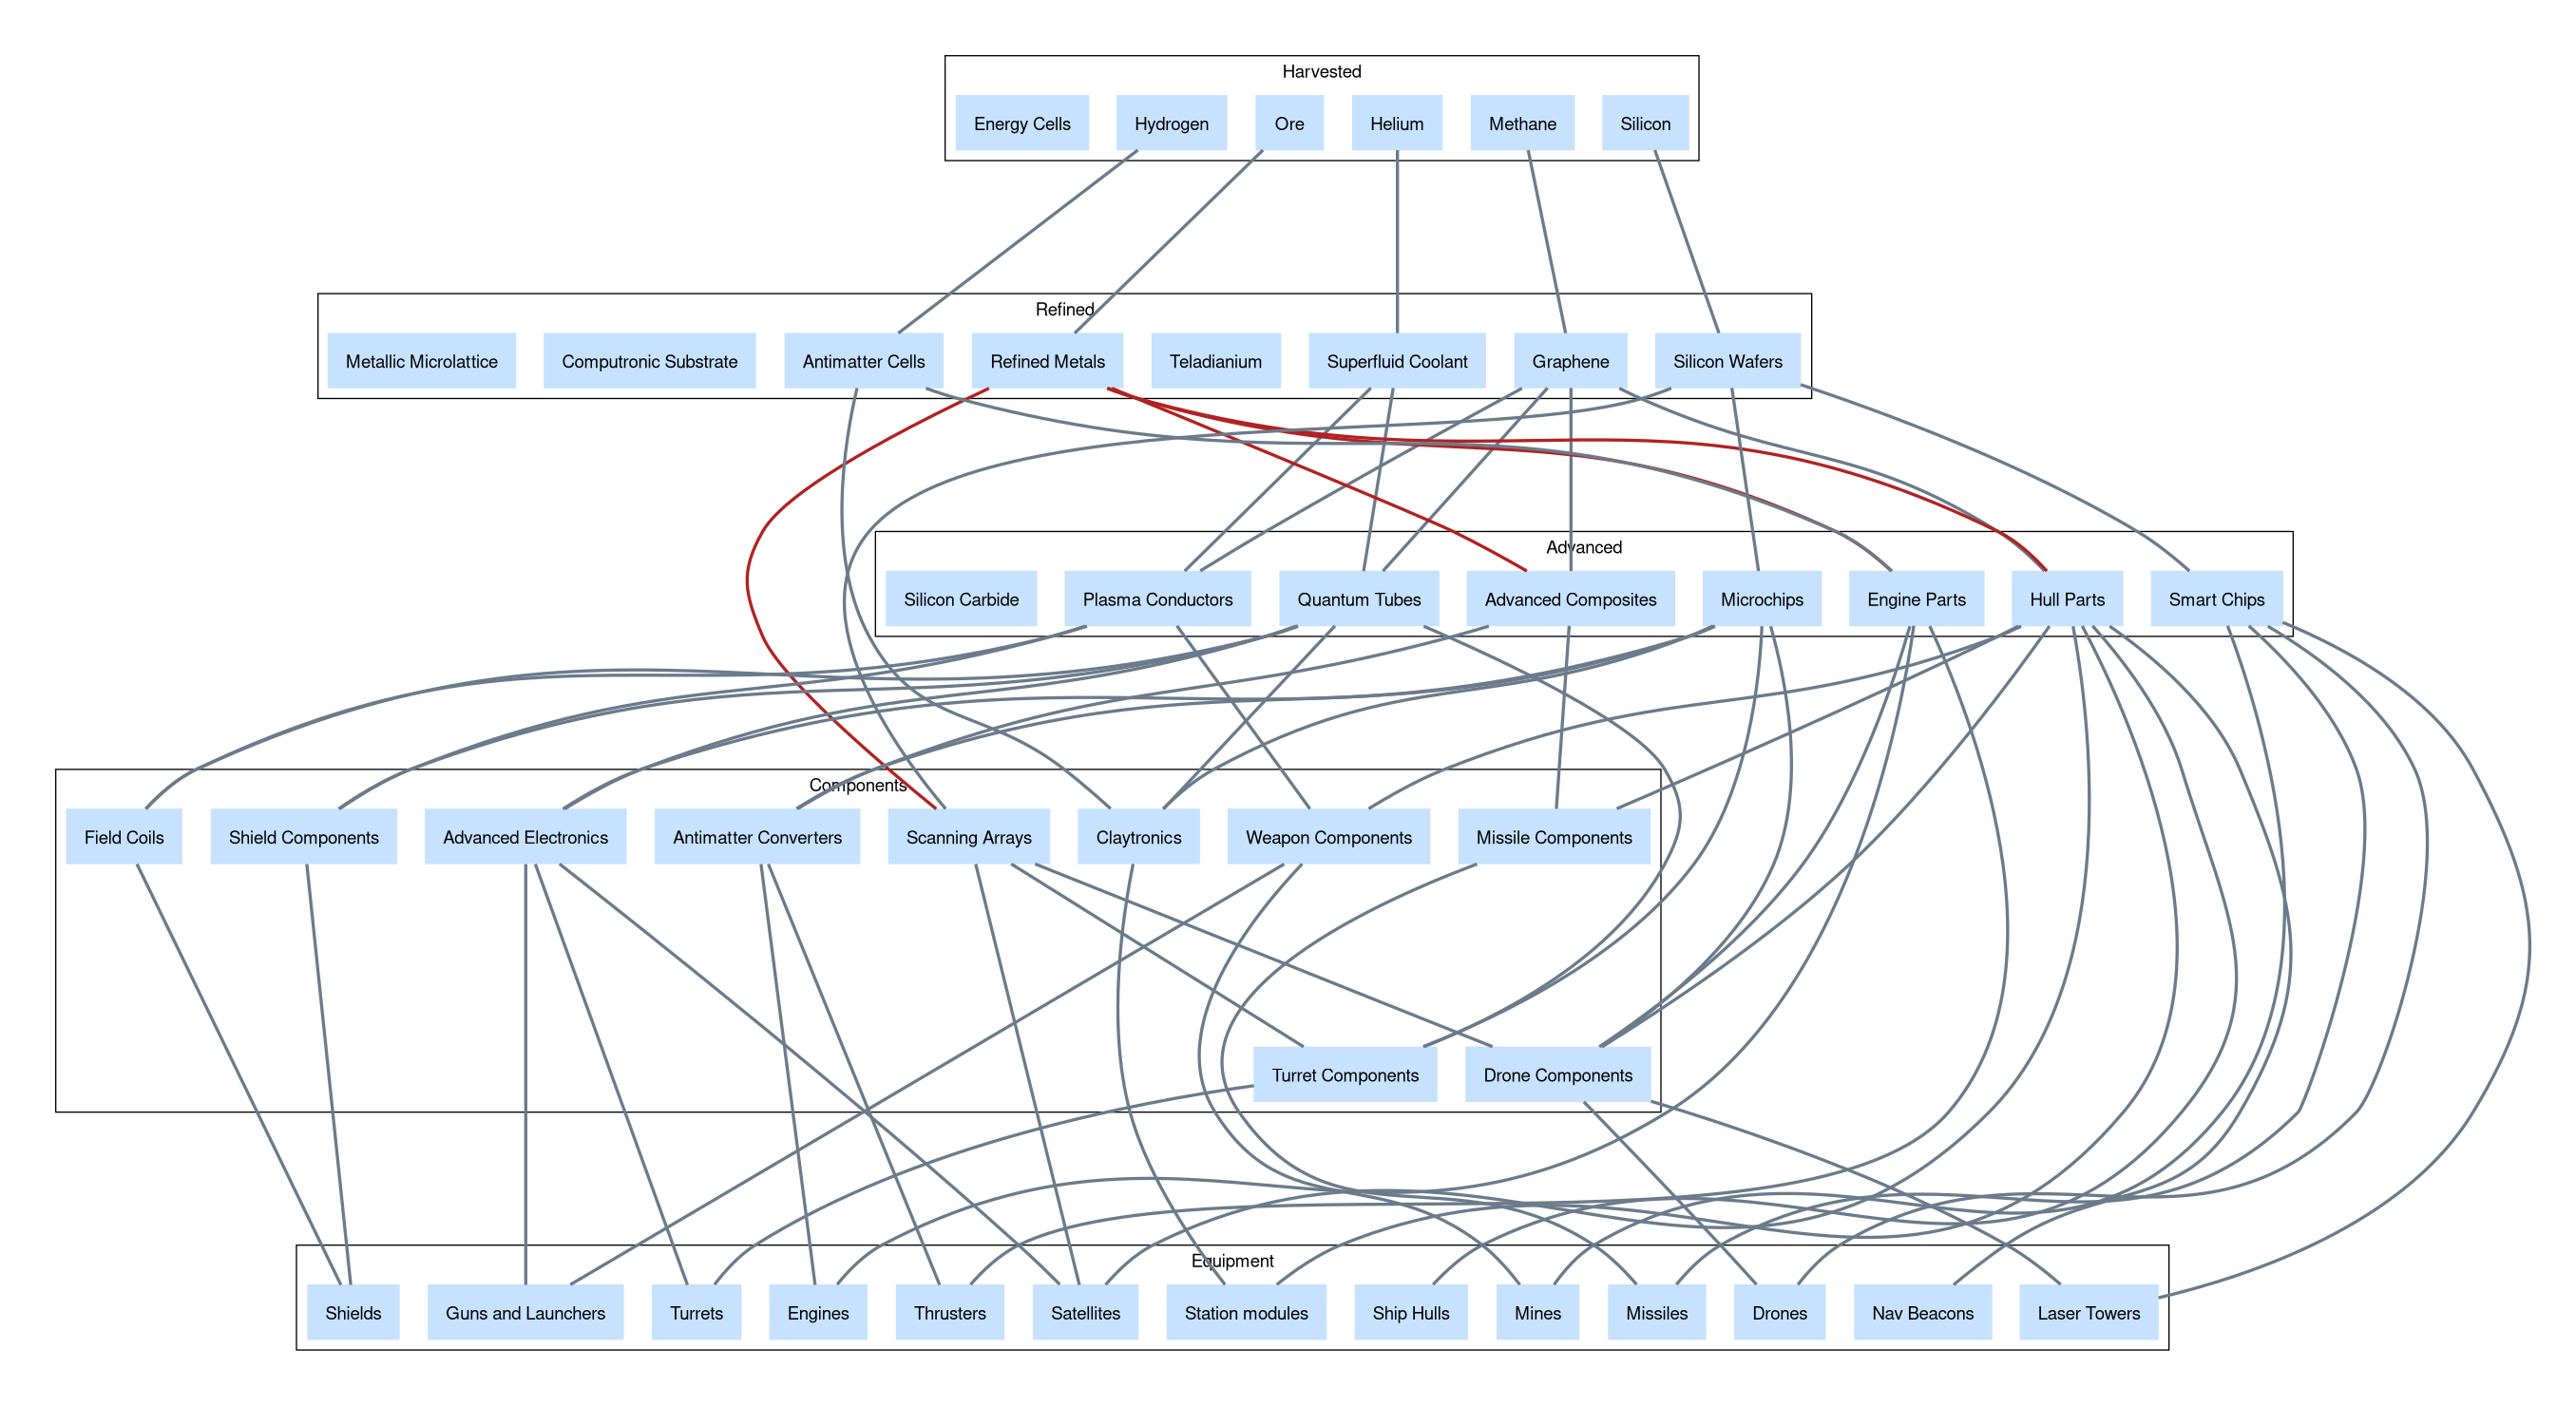 Harvested
Energy Cells
Hydrogen
Ore
Helium
Methane
Silicon
Refined
Metallic Microlattice
Computronic Substrate
Antimatter Cells
Refined Metals
Teladianium
Superfluid Coolant
Graphene
Silicon Wafers
Advanced
Silicon Carbide
Plasma Conductors
Quantum Tubes
Advanced Composites
Microchips
Engine Parts
Hull Parts
Smart Chips
Components
Field Coils
Shield Components
Advanced Electronics
Antimatter Converters
Scanning Arrays
Claytronics
Weapon Components
Missile Components
Turret Components
Drone Components
Equipment
Shields
Guns and Launchers
Turrets
Engines
Thrusters
Satellites
Station modules
Ship Hulls
Mines
Missiles
Drones
Nav Beacons
Laser Towers